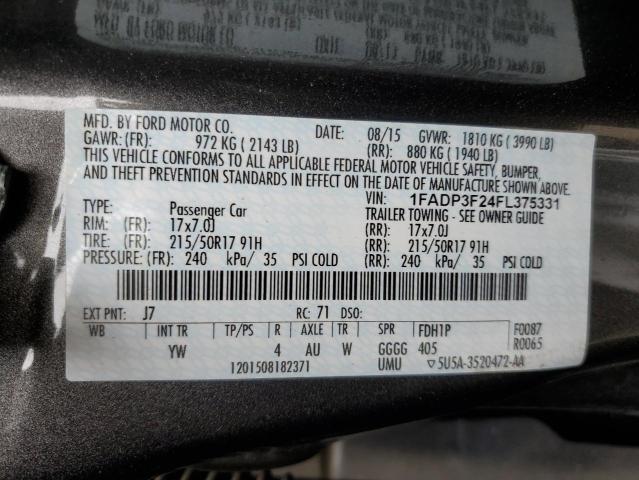 MFD. BY FORD MOTOR CO. DATE: 08/15 GVWR: 1810 KG ( 3990 LB)
GAWR: (FR): 972 KG ( 2143 LB) (RR): 880 KG ( 1940 LB)
THIS VEHICLE CONFORMS TO ALL APPLICABLE FEDERAL MOTOR VEHICLE SAFETY, BUMPER,
AND THEFT PREVENTION STANDARDS IN EFFECT ON THE DATE OF MANUFACTURE SHOWN ABOVE.
VIN: 1FADP3F24FL375331
TYPE: Passenger Car TRAILER TOWING - SEE OWNER GUIDE
RIM: (FR): 17x7.0J (RR): 17x7.0J
TIRE: (FR): 215/50R17 91H (RR): 215/50R17 91H
PRESSURE: (FR): 240 kPa/ 35 PSI COLD (RR): 240 kPa/ 35 PSI COLD
EXT PNT: J7 RC: 71 DSO:
WB INT TR TP/PS R AXLE TR SPR FDH1P F0087
YW 4 AU W GGGG 405 R0065
1201508182371 UMU ▽5U5A-3520472-AA